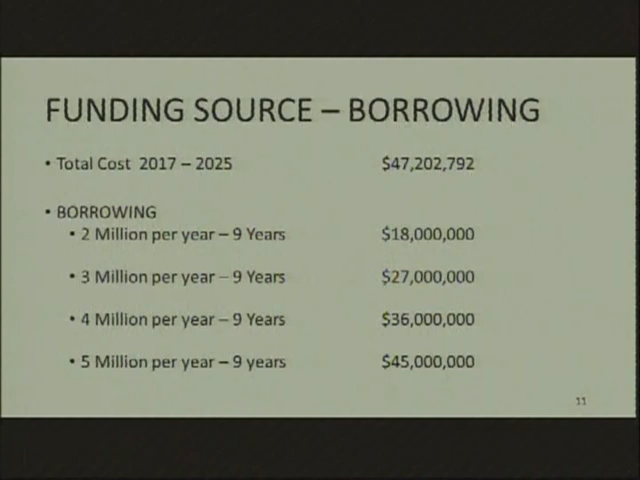 FUNDING SOURCE – BORROWING
• Total Cost 2017 – 2025 $47,202,792
• BORROWING
• 2 Million per year – 9 Years $18,000,000
• 3 Million per year – 9 Years $27,000,000
• 4 Million per year – 9 Years $36,000,000
• 5 Million per year – 9 years $45,000,000
11